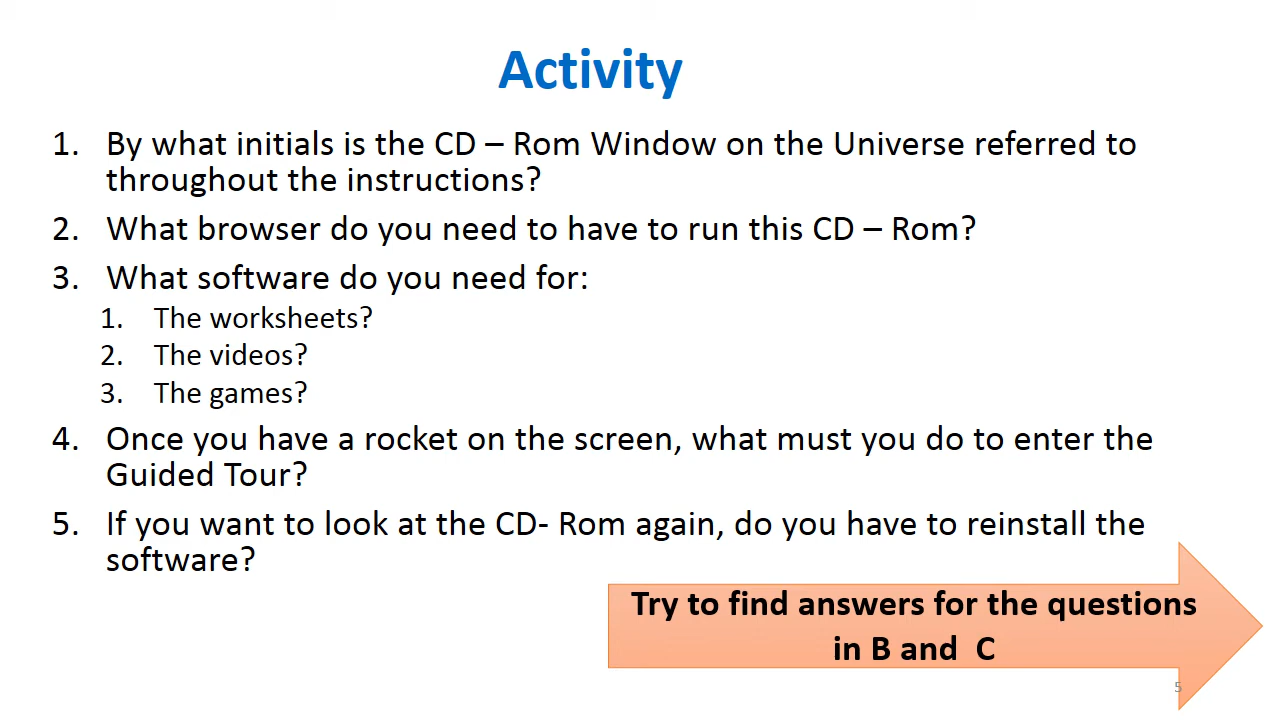 Activity
1. By what initials is the CD – Rom Window on the Universe referred to
throughout the instructions?
2. What browser do you need to have to run this CD – Rom?
3. What software do you need for:
1. The worksheets?
2. The videos?
3. The games?
4. Once you have a rocket on the screen, what must you do to enter the
Guided Tour?
5. If you want to look at the CD- Rom again, do you have to reinstall the
software?
Try to find answers for the questions
in B and  C
5